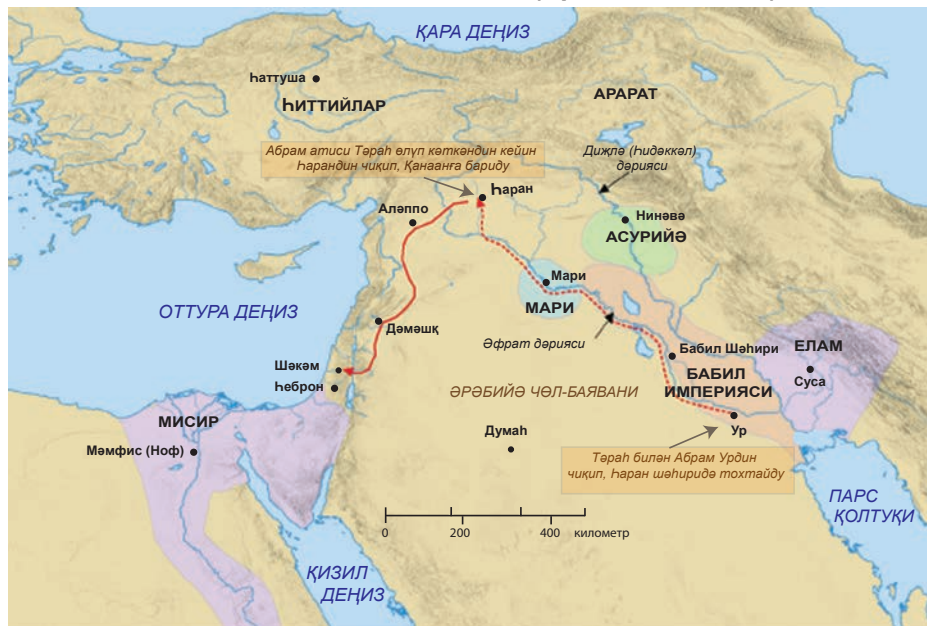 ҚАРА ДЕҢИЗ
Һаттуша
ҺИТТИЙЛАР
АРАРАТ
Абрам атиси Тәраһ өлүп кәткәндин кейин
Һарандин чиқип, Қанаанға бариду
Диҗлә (Һидәккәл)
дәрияси
Һаран
Аләппо
Нинәвә
АСУРИЙӘ
Мари
МАРИ
ОТТУРА ДЕҢИЗ
Дәмәшқ
Әфрат дәрияси
Бабил Шәһири
ЕЛАМ
Шәкәм
Һеброн
БАБИЛ
ИМПЕРИЯСИ
Суса
ӘРӘБИЙӘ ЧӨЛ-БАЯВАНИ
МИСИР
Ур
Мәмфис (Ноф)
Думаһ
Тәраһ билән Абрам Урдин
чиқип, Һаран шәһиридә тохтайду
ПАРС
ҚОЛТУҚИ
0 200 400 километр
ҚИЗИЛ
ДЕҢИЗ